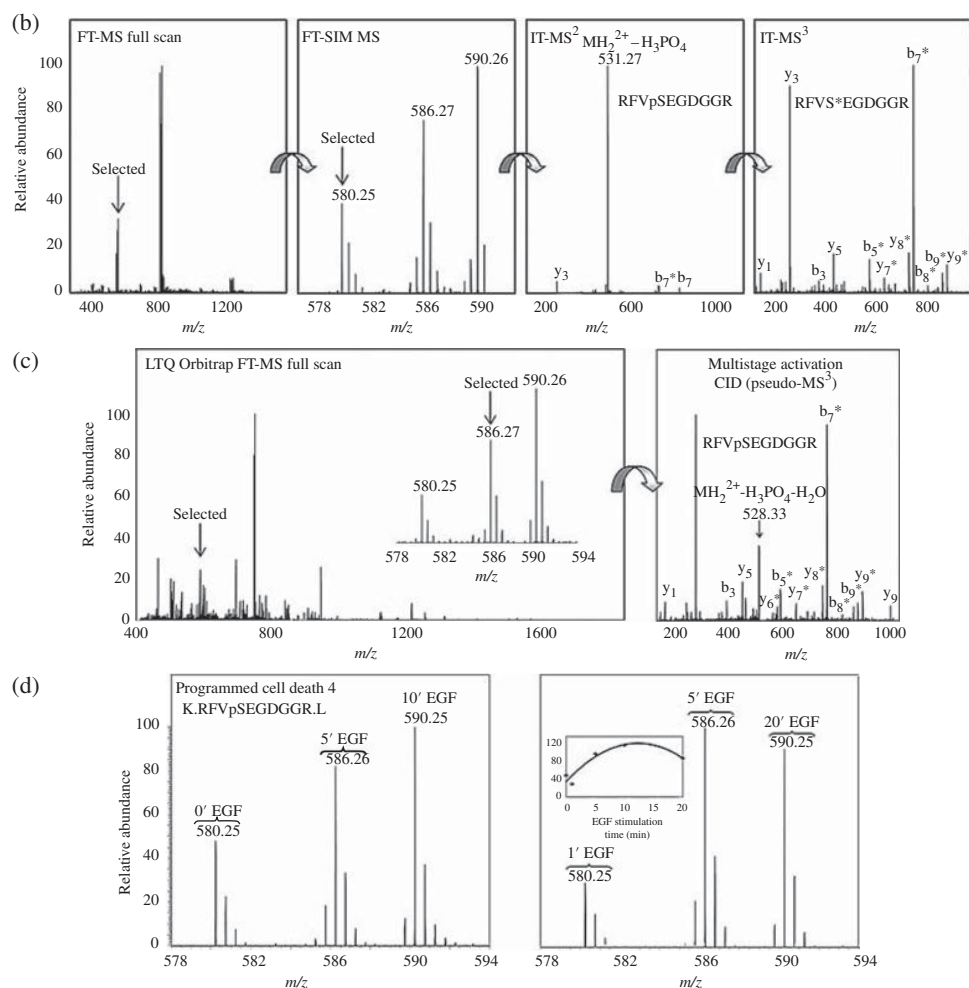 (b)
FT-MS full scan
100
80
60
40
20
0
Relative abundance
Selected
400 800 1200
m/z
FT-SIM MS
590.26
586.27
Selected
580.25
578 582 586 590
m/z
IT-MS² MH₂²⁺–H₃PO₄
531.27
RFVpSEGDGGR
y₃
b₇* b₇
200 600 1000
m/z
IT-MS³
b₇*
y₃
RFVS*EGDGGR
y₁
b₃
y₅
b₅*
y₇*
y₈*
b₈*
b₉*
y₉*
200 400 600 800
m/z
(c)
LTQ Orbitrap FT-MS full scan
100
80
60
40
20
0
Relative abundance
Selected
400 800 1200 1600
m/z
Selected
590.26
586.27
580.25
578 582 586 590 594
m/z
Multistage activation
CID (pseudo-MS³)
b₇*
RFVpSEGDGGR
MH₂²⁺-H₃PO₄-H₂O
528.33
y₁
b₃
y₅
y₆*
b₅*
y₇*
y₈*
b₈*
b₉*
y₉*
y₉
200 400 600 800 1000
m/z
(d)
Programmed cell death 4
K.RFVpSEGDGGR.L
100
80
60
40
20
0
Relative abundance
0′ EGF
580.25
5′ EGF
586.26
10′ EGF
590.25
578 582 586 590 594
m/z
1′ EGF
580.25
5′ EGF
586.26
20′ EGF
590.25
120
80
40
0
0 5 10 20
EGF stimulation
time (min)
578 582 586 590 594
m/z